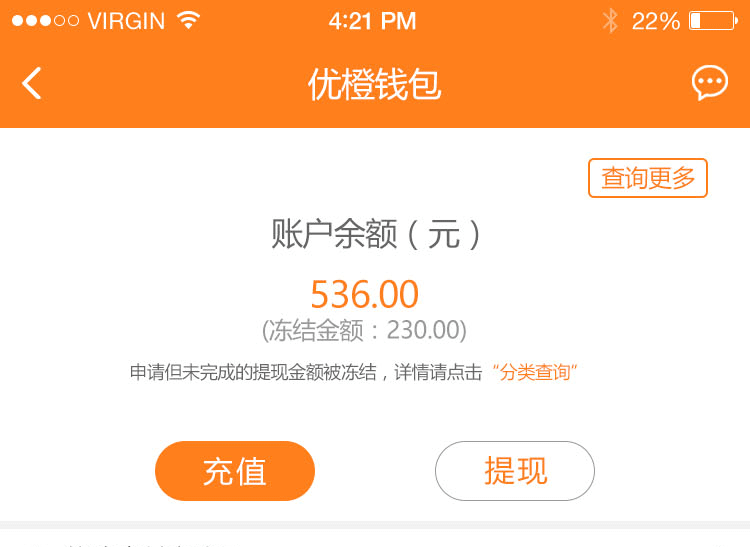 VIRGIN 4:21 PM 22%
优橙钱包
查询更多
账户余额（元）
536.00
(冻结金额：230.00)
申请但未完成的提现金额被冻结，详情请点击“分类查询”
充值 提现